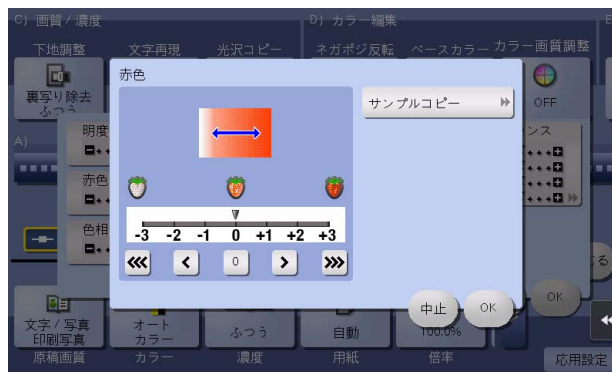 C) 画質/濃度
D) カラー編集
E
下地調整
文字再現
光沢コピー
ネガポジ反転
ベースカラー
カラー画質調整
裏写り除去
ふつう
OFF
A)
明度
赤色
色相
ンス
赤色
サンプルコピー
-3 -2 -1 0 +1 +2 +3
0
中止
OK
OK
じる
文字/写真
印刷写真
オート
カラー
ふつう
自動
100.0%
原稿画質
カラー
濃度
用紙
倍率
応用設定